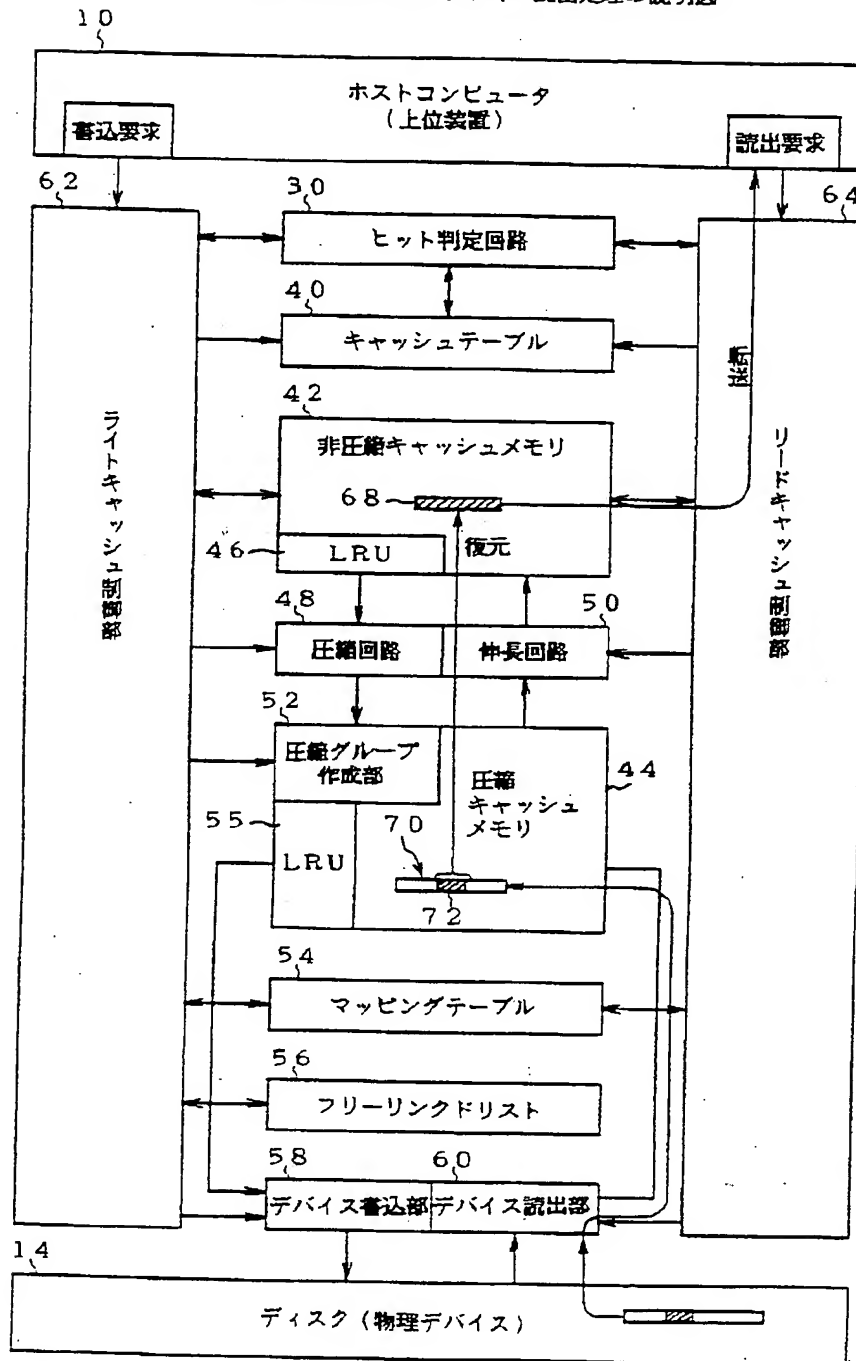 10
ホストコンピュータ
(上位装置)
書込要求
読出要求
62
30
64
ヒット判定回路
40
キャッシュテーブル
転送
42
非圧縮キャッシュメモリ
68
46
LRU
復元
ライトキャッシュ制御部
リードキャッシュ制御部
48
50
圧縮回路
伸長回路
52
圧縮グループ
作成部
圧縮
キャッシュ
メモリ
44
55
LRU
70
72
54
マッピングテーブル
56
フリーリンクドリスト
58
60
デバイス書込部
デバイス読出部
14
ディスク(物理デバイス)